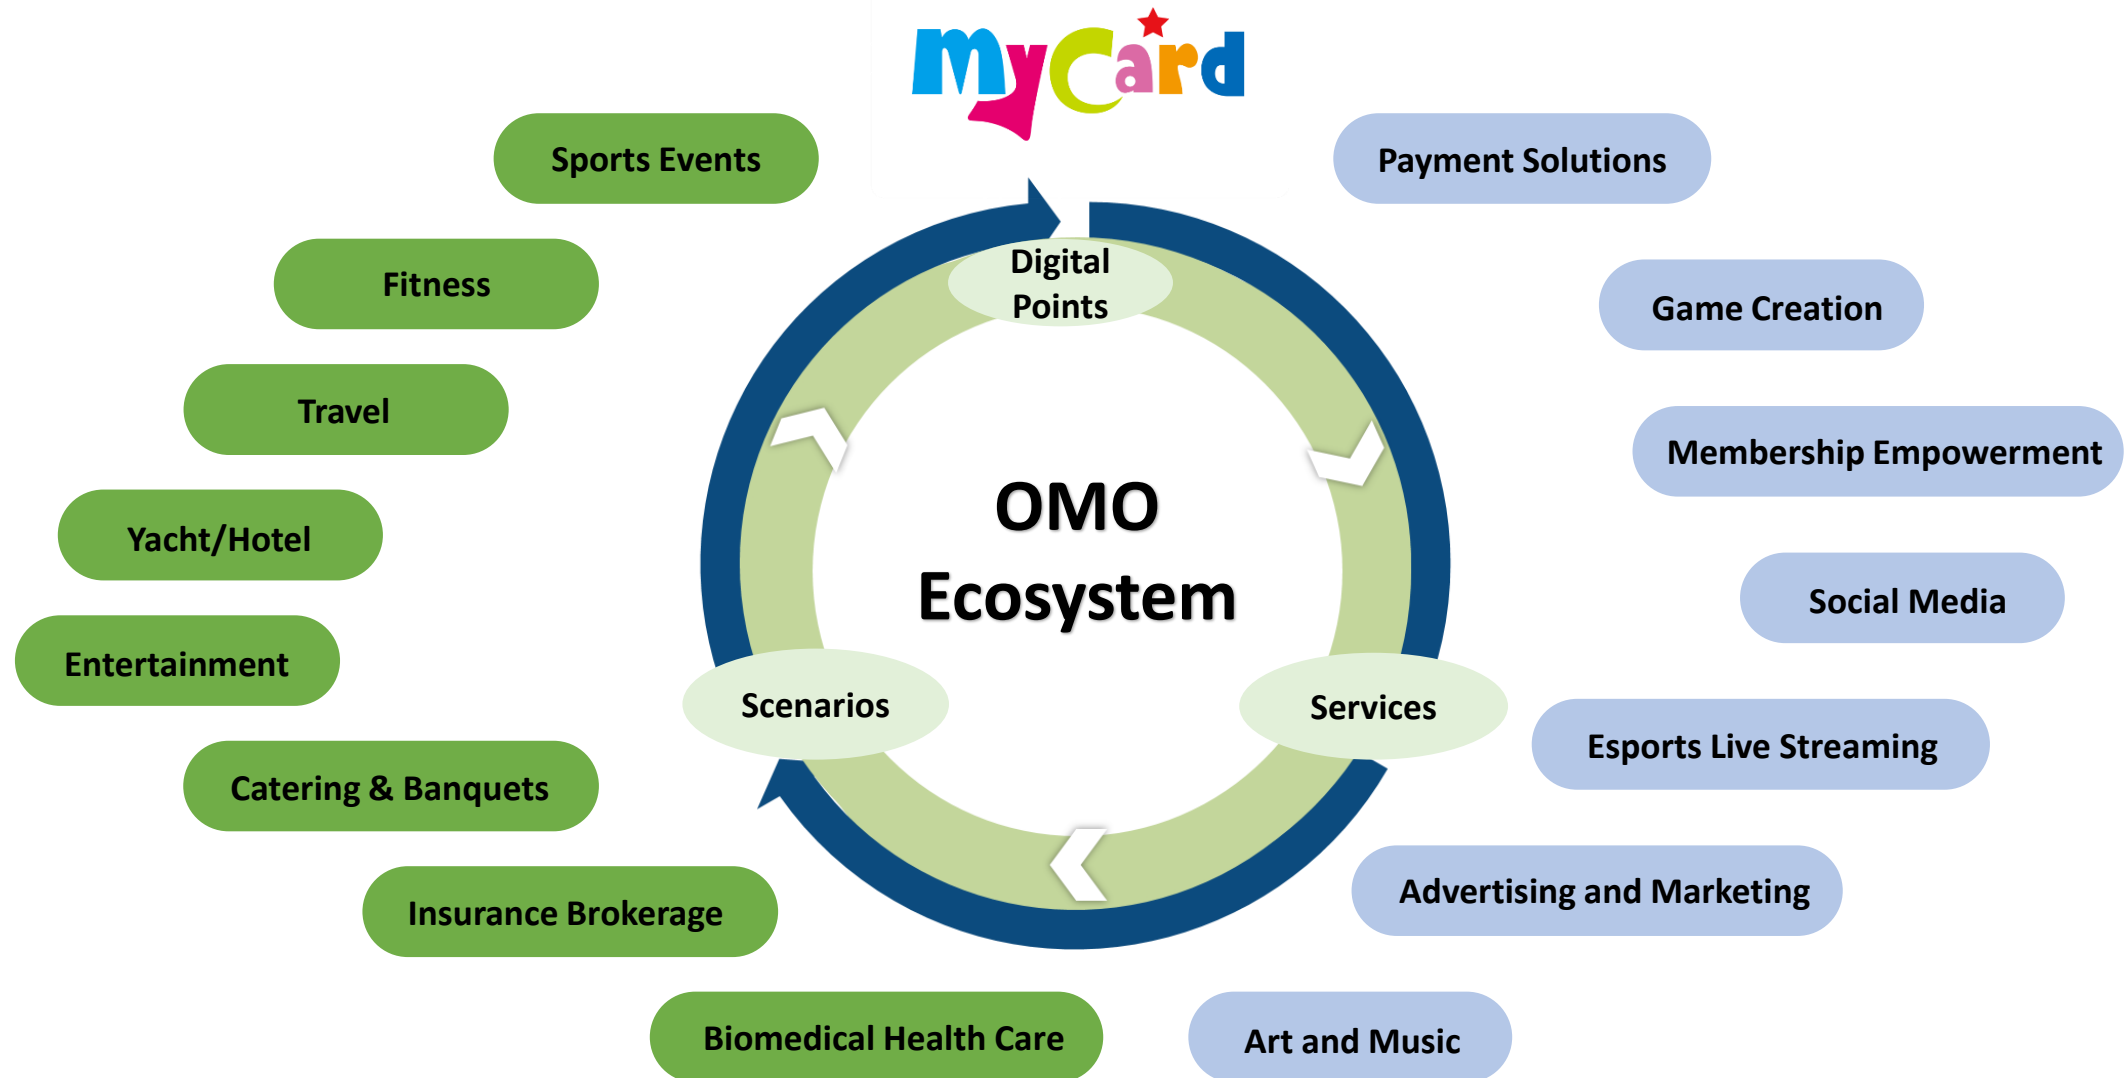 MyCard
Sports Events
Payment Solutions
Fitness
Digital
Points
Game Creation
Travel
Membership Empowerment
OMO
Ecosystem
Yacht/Hotel
Social Media
Entertainment
Scenarios
Services
Esports Live Streaming
Catering & Banquets
Advertising and Marketing
Insurance Brokerage
Biomedical Health Care
Art and Music